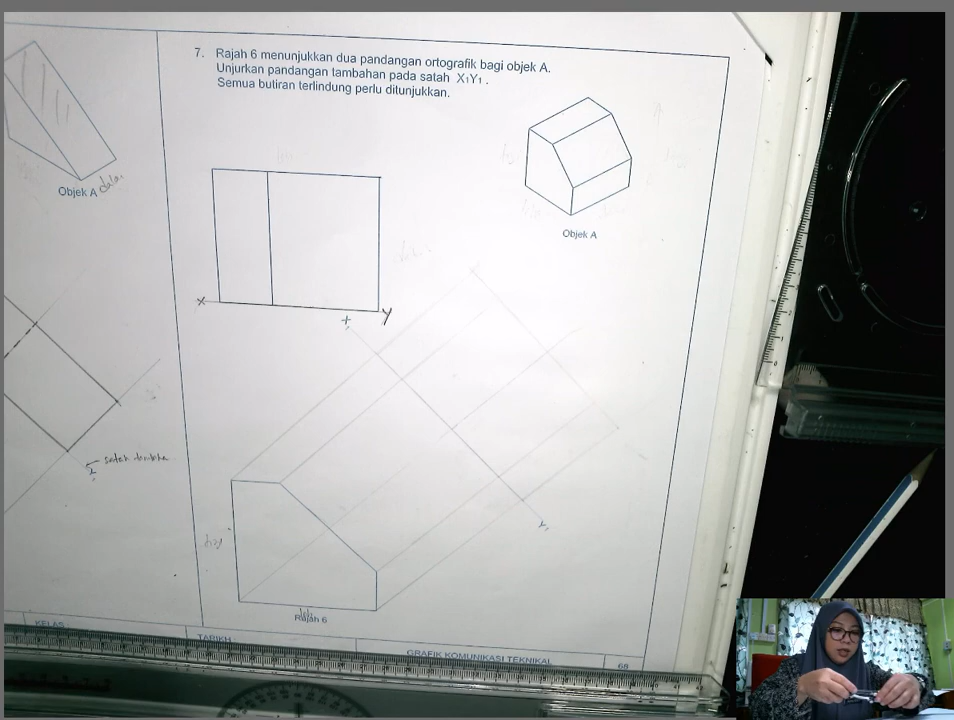 7. Rajah 6 menunjukkan dua pandangan ortografik bagi objek A.
Unjurkan pandangan tambahan pada satah X1Y1.
Semua butiran terlindung perlu ditunjukkan.
Objek A
Objek A
X
Y
satah
Rajah 6
KELAS
TARIKH
GRAFIK KOMUNIKASI TEKNIKAL
68